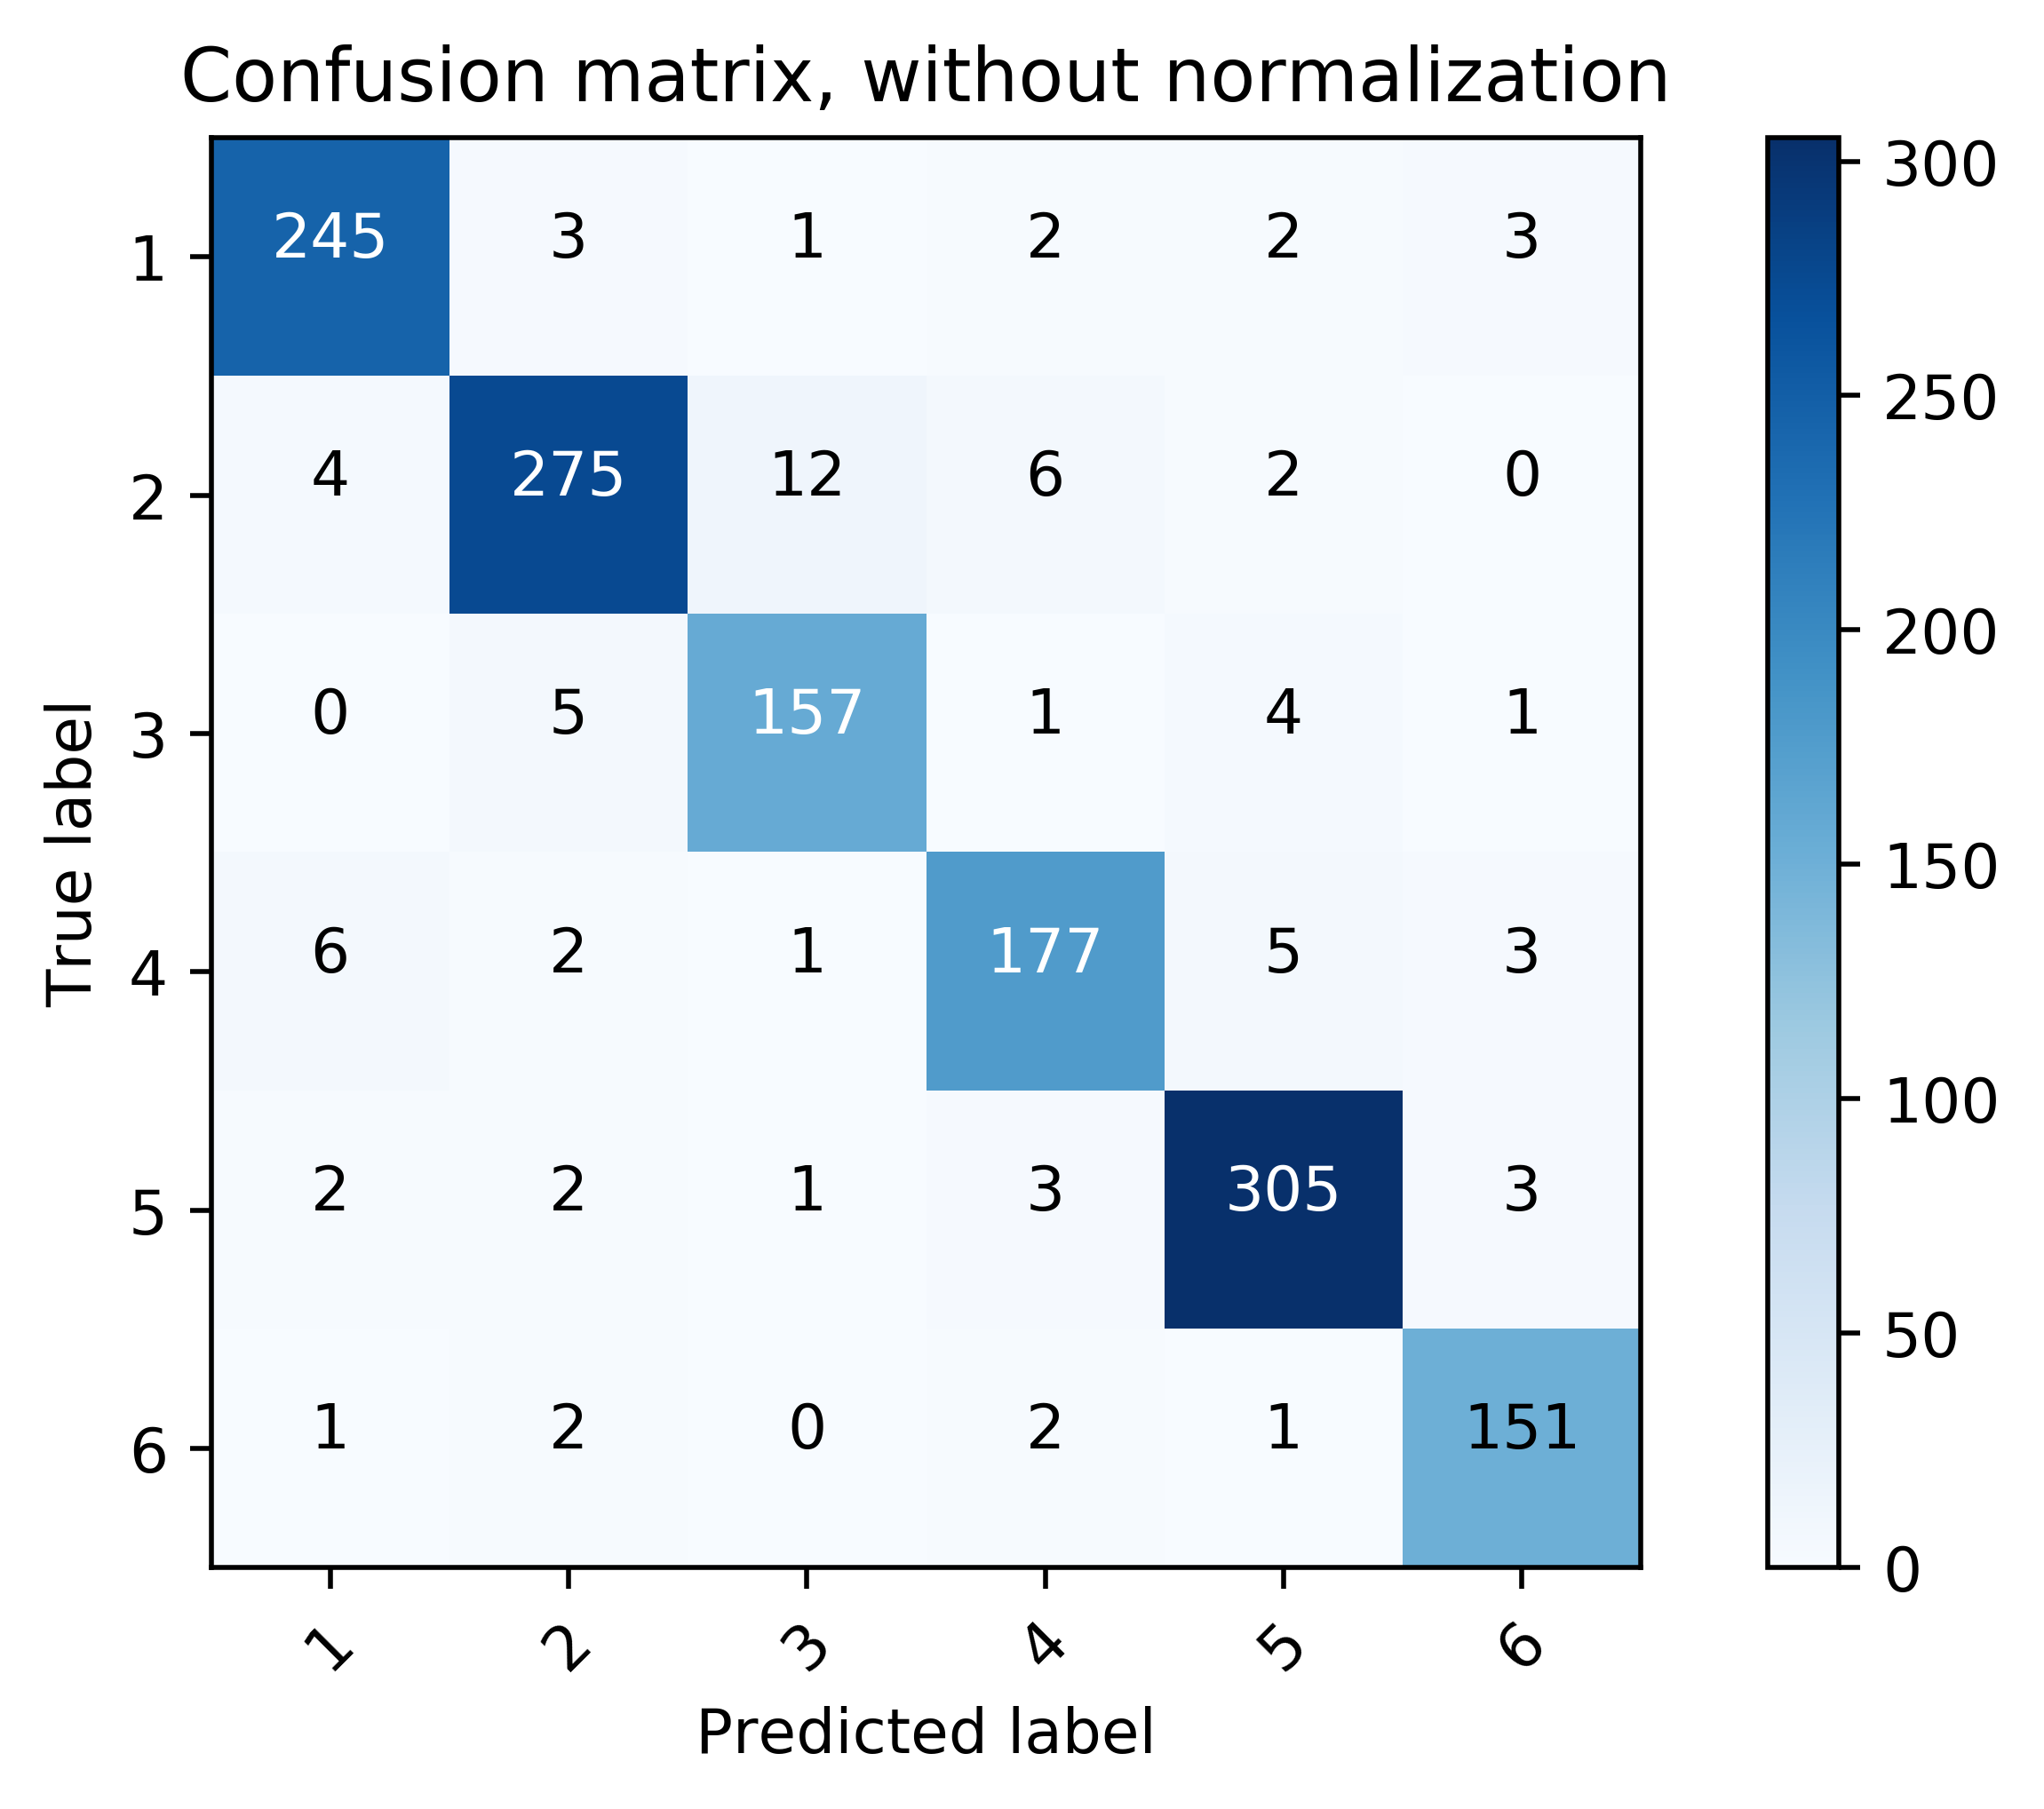 Confusion matrix, without normalization
True label
1 245 3 1 2 2 3
2 4 275 12 6 2 0
3 0 5 157 1 4 1
4 6 2 1 177 5 3
5 2 2 1 3 305 3
6 1 2 0 2 1 151
1 2 3 4 5 6
Predicted label
300
250
200
150
100
50
0